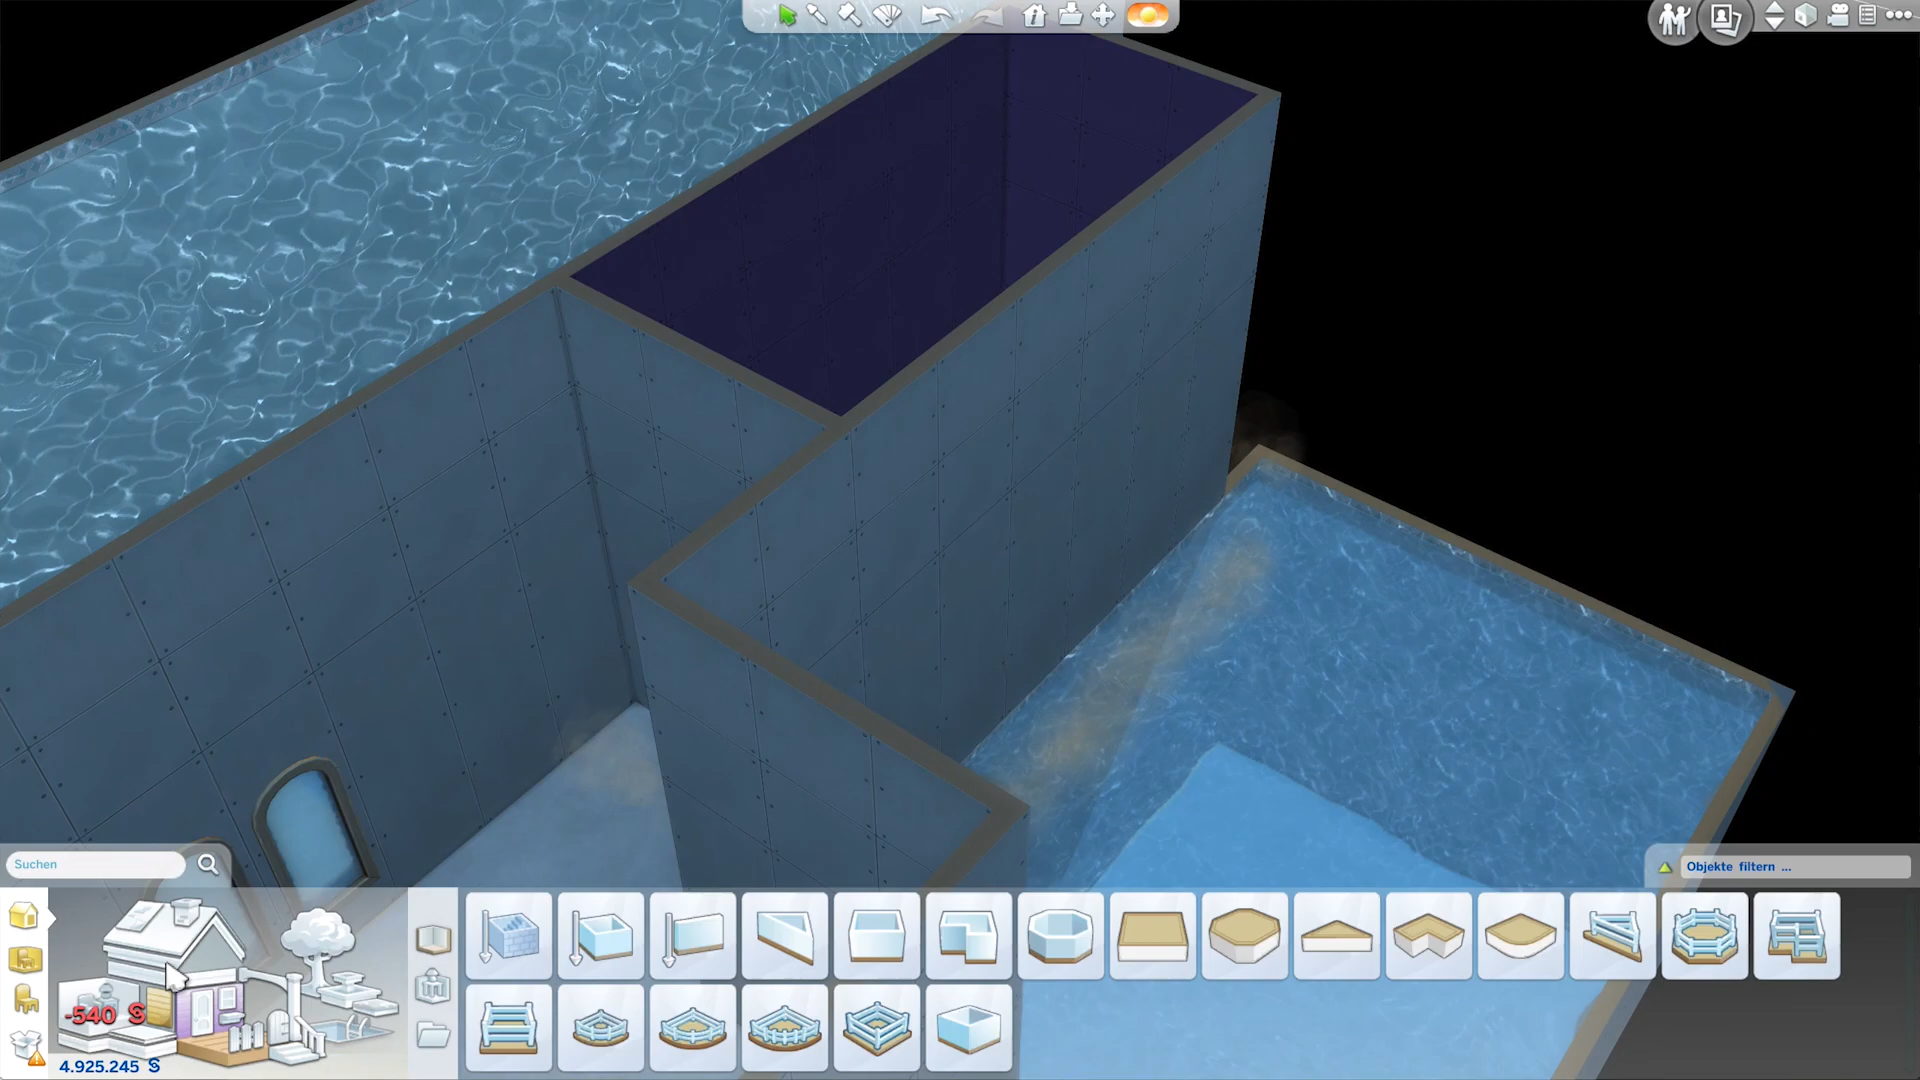 Suchen
Objekte filtern ...
-540 §
4.925.245 §